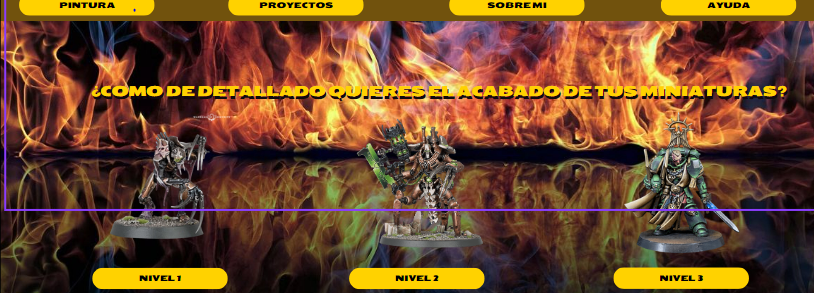 PINTURA
PROYECTOS
SOBRE MI
AYUDA
¿COMO DE DETALLADO QUIERES EL ACABADO DE TUS MINIATURAS?
NIVEL 1
NIVEL 2
NIVEL 3